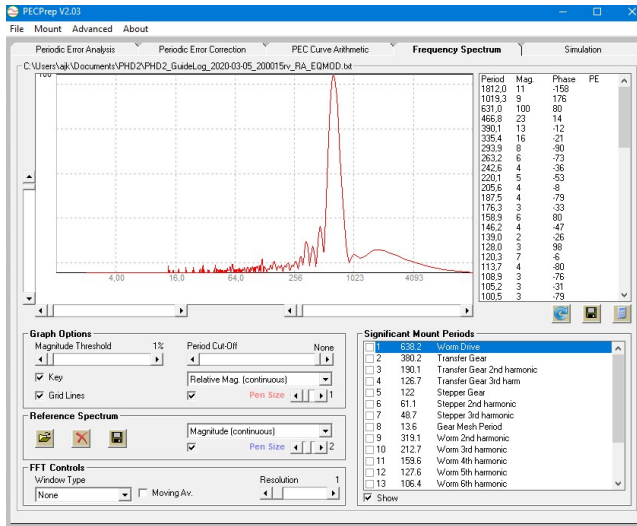 PECPrep V2.03
File Mount Advanced About
Periodic Error Analysis Periodic Error Correction PEC Curve Arithmetic Frequency Spectrum Simulation
C:\Users\ajk\Documents\PHD2\PHD2_GuideLog_2020-03-05_200015rv_RA_EQMOD.txt
100
4,00 16,0 64,0 256 1023 4093
Period Mag. Phase PE
1812,0 11 -158
1019,3 9 176
631,0 100 80
466,8 23 14
390,1 13 -12
335,4 16 -21
293,9 8 -90
263,2 6 -73
242,6 4 -36
220,1 5 -53
205,6 4 -8
187,5 4 -79
176,3 3 -33
158,9 6 80
146,2 4 -47
139,0 2 -26
128,0 3 98
120,3 7 -6
113,7 4 -80
108,9 3 -76
105,2 3 -31
100,5 3 -79
Graph Options
Magnitude Threshold 1% Period Cut-Off None
Key Relative Mag. (continuous)
Grid Lines Pen Size 1
Reference Spectrum
Magnitude (continuous)
Pen Size 2
FFT Controls
Window Type Resolution 1
None Moving Av.
Significant Mount Periods
1 638.2 Worm Drive
2 380.2 Transfer Gear
3 190.1 Transfer Gear 2nd harmonic
4 126.7 Transfer Gear 3rd harm
5 122 Stepper Gear
6 61.1 Stepper 2nd harmonic
7 48.7 Stepper 3rd harmonic
8 13.6 Gear Mesh Period
9 319.1 Worm 2nd harmonic
10 212.7 Worm 3rd harmonic
11 159.6 Worm 4th harmonic
12 127.6 Worm 5th harmonic
13 106.4 Worm 6th harmonic
Show